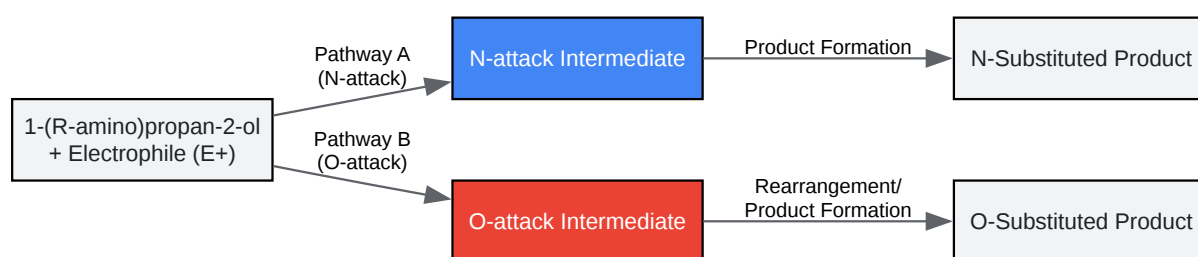 Pathway A
(N-attack)
N-attack Intermediate
Product Formation
N-Substituted Product
1-(R-amino)propan-2-ol
+ Electrophile (E+)
Pathway B
(O-attack)
O-attack Intermediate
Rearrangement/
Product Formation
O-Substituted Product